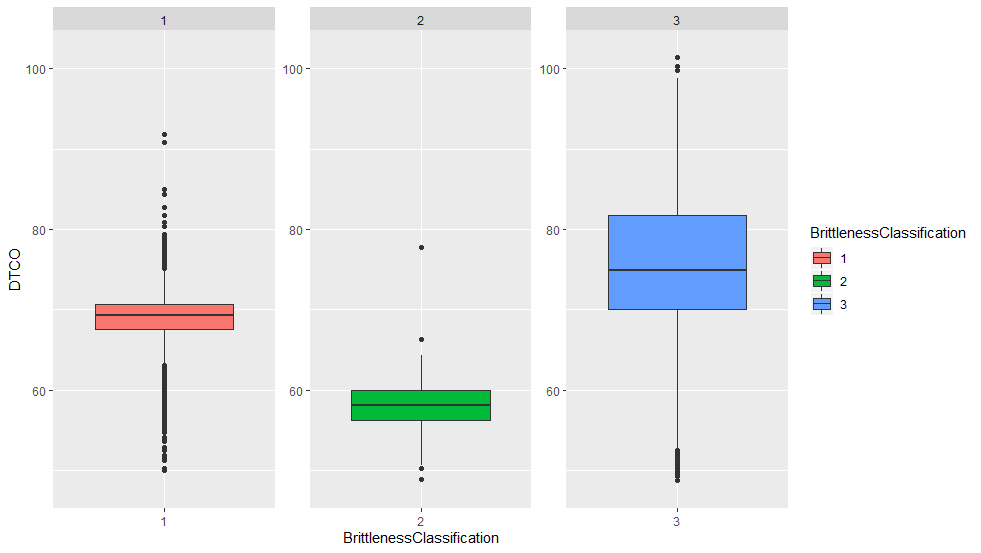 1 2 3
100 100 100
80 80 80
60 60 60
DTCO
1 2 3
BrittlenessClassification
BrittlenessClassification
1
2
3